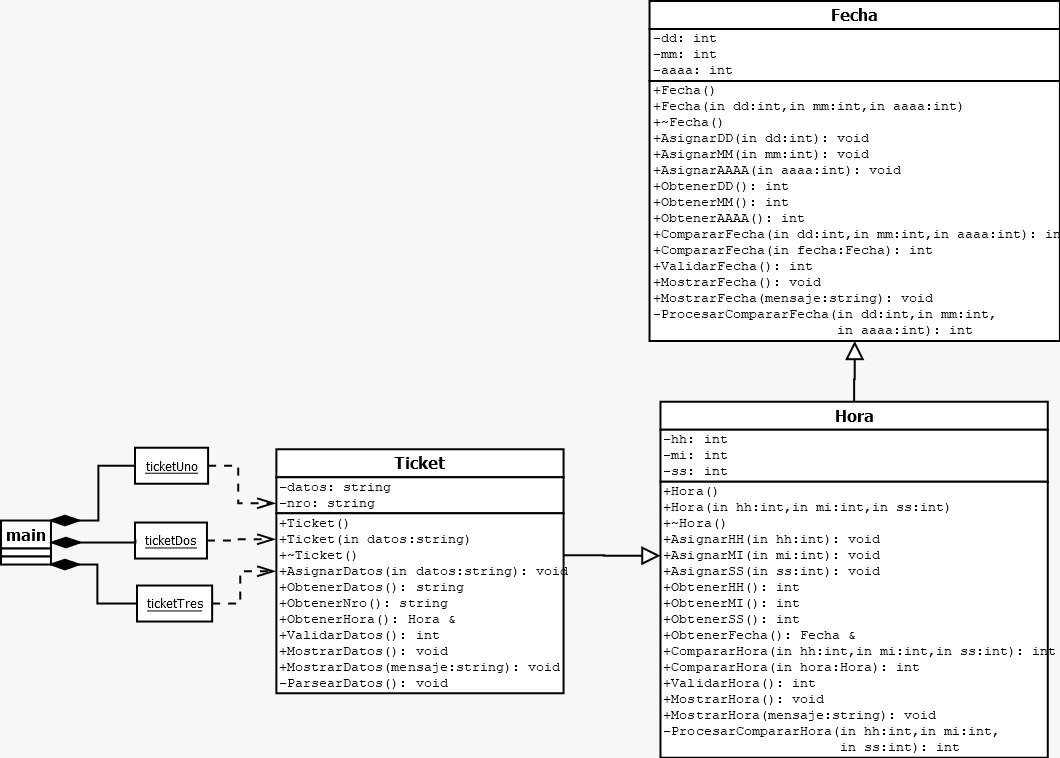 Fecha
-dd: int
-mm: int
-aaaa: int
+Fecha()
+Fecha(in dd:int,in mm:int,in aaaa:int)
+~Fecha()
+AsignarDD(in dd:int): void
+AsignarMM(in mm:int): void
+AsignarAAAA(in aaaa:int): void
+ObtenerDD(): int
+ObtenerMM(): int
+ObtenerAAAA(): int
+CompararFecha(in dd:int,in mm:int,in aaaa:int): in
+CompararFecha(in fecha:Fecha): int
+ValidarFecha(): int
+MostrarFecha(): void
+MostrarFecha(mensaje:string): void
-ProcesarCompararFecha(in dd:int,in mm:int,
in aaaa:int): int
Hora
-hh: int
-mi: int
-ss: int
+Hora()
+Hora(in hh:int,in mi:int,in ss:int)
+~Hora()
+AsignarHH(in hh:int): void
+AsignarMI(in mi:int): void
+AsignarSS(in ss:int): void
+ObtenerHH(): int
+ObtenerMI(): int
+ObtenerSS(): int
+ObtenerFecha(): Fecha &
+CompararHora(in hh:int,in mi:int,in ss:int): int
+CompararHora(in hora:Hora): int
+ValidarHora(): int
+MostrarHora(): void
+MostrarHora(mensaje:string): void
-ProcesarCompararHora(in hh:int,in mi:int,
in ss:int): int
Ticket
-datos: string
-nro: string
+Ticket()
+Ticket(in datos:string)
+~Ticket()
+AsignarDatos(in datos:string): void
+ObtenerDatos(): string
+ObtenerNro(): string
+ObtenerHora(): Hora &
+ValidarDatos(): int
+MostrarDatos(): void
+MostrarDatos(mensaje:string): void
-ParsearDatos(): void
ticketUno
ticketDos
ticketTres
main